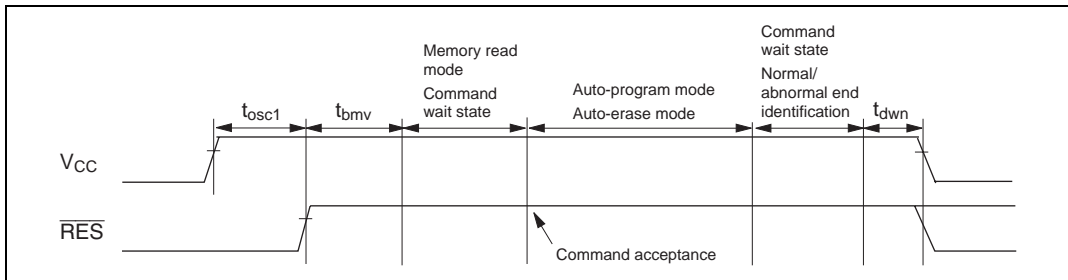 Memory read
mode
Command
wait state
Auto-program mode
Auto-erase mode
Command
wait state
Normal/
abnormal end
identification
tosc1
tbmv
tdwn
VCC
RES
Command acceptance